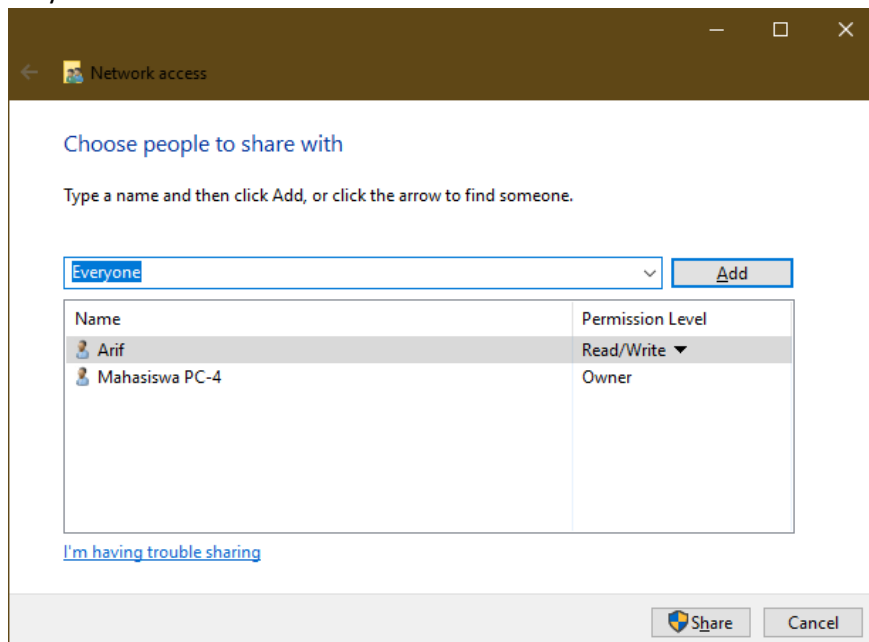 Network access
Choose people to share with
Type a name and then click Add, or click the arrow to find someone.
Everyone Add
Name Permission Level
Arif Read/Write
Mahasiswa PC-4 Owner
I'm having trouble sharing
Share Cancel